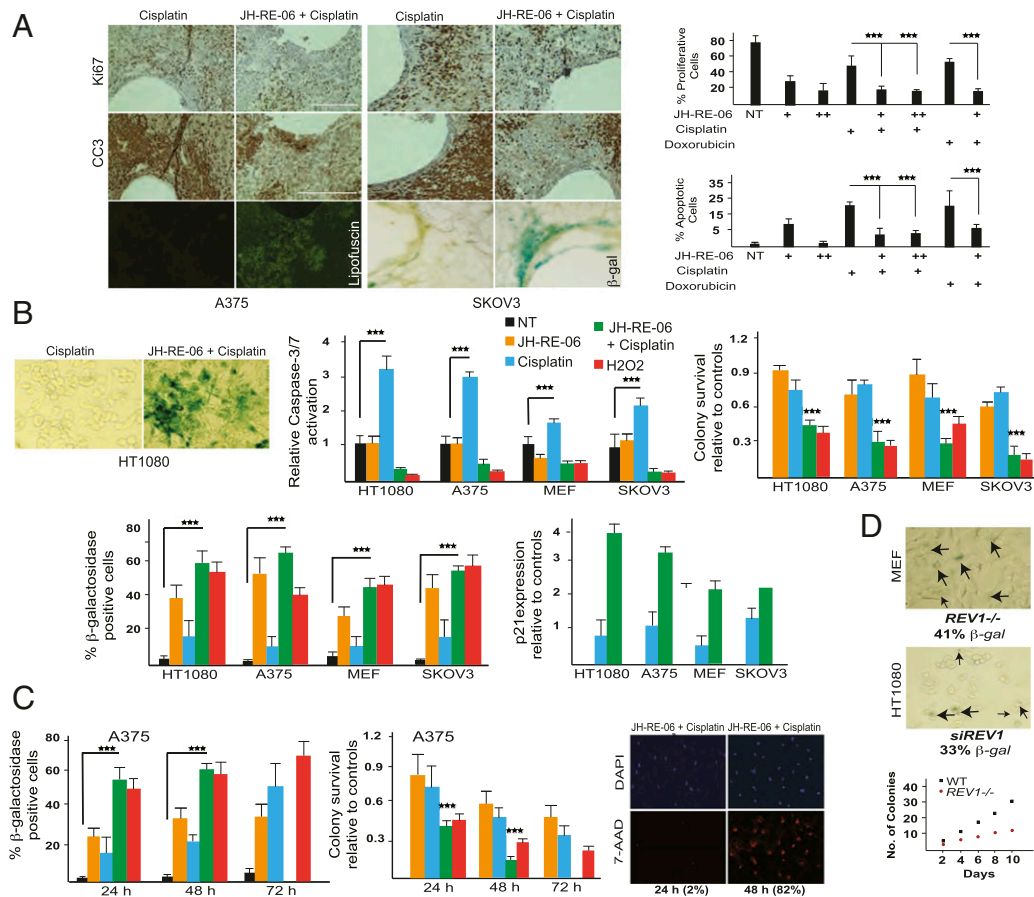 A
Cisplatin
JH-RE-06 + Cisplatin
Cisplatin
JH-RE-06 + Cisplatin
Ki67
CC3
Lipofuscin
β-gal
A375
SKOV3
% Proliferative
Cells
80
60
40
20
***
***
***
JH-RE-06 NT + ++ + ++ +
Cisplatin + + +
Doxorubicin + +
% Apoptotic
Cells
35
25
15
5
***
***
***
JH-RE-06 NT + ++ + ++ +
Cisplatin + + +
Doxorubicin + +
B
Cisplatin
JH-RE-06 + Cisplatin
HT1080
Relative Caspase-3/7
activation
4
3
2
1
***
***
***
***
HT1080 A375 MEF SKOV3
NT
JH-RE-06
Cisplatin
JH-RE-06
+ Cisplatin
H2O2
Colony survival
relative to controls
1.2
0.9
0.6
0.3
***
***
***
***
HT1080 A375 MEF SKOV3
% β-galactosidase
positive cells
80
60
40
20
***
***
***
***
HT1080 A375 MEF SKOV3
p21expression
relative to controls
4
2
1
HT1080 A375 MEF SKOV3
C
A375
% β-galactosidase
positive cells
80
60
40
20
***
***
24 h 48 h 72 h
A375
Colony survival
relative to controls
1.2
0.9
0.6
0.3
***
***
24 h 48 h 72 h
JH-RE-06 + Cisplatin
JH-RE-06 + Cisplatin
DAPI
7-AAD
24 h (2%)
48 h (82%)
D
MEF
REV1-/-
41% β-gal
HT1080
siREV1
33% β-gal
No. of Colonies
WT
REV1-/-
40
30
20
10
2 4 6 8 10
Days